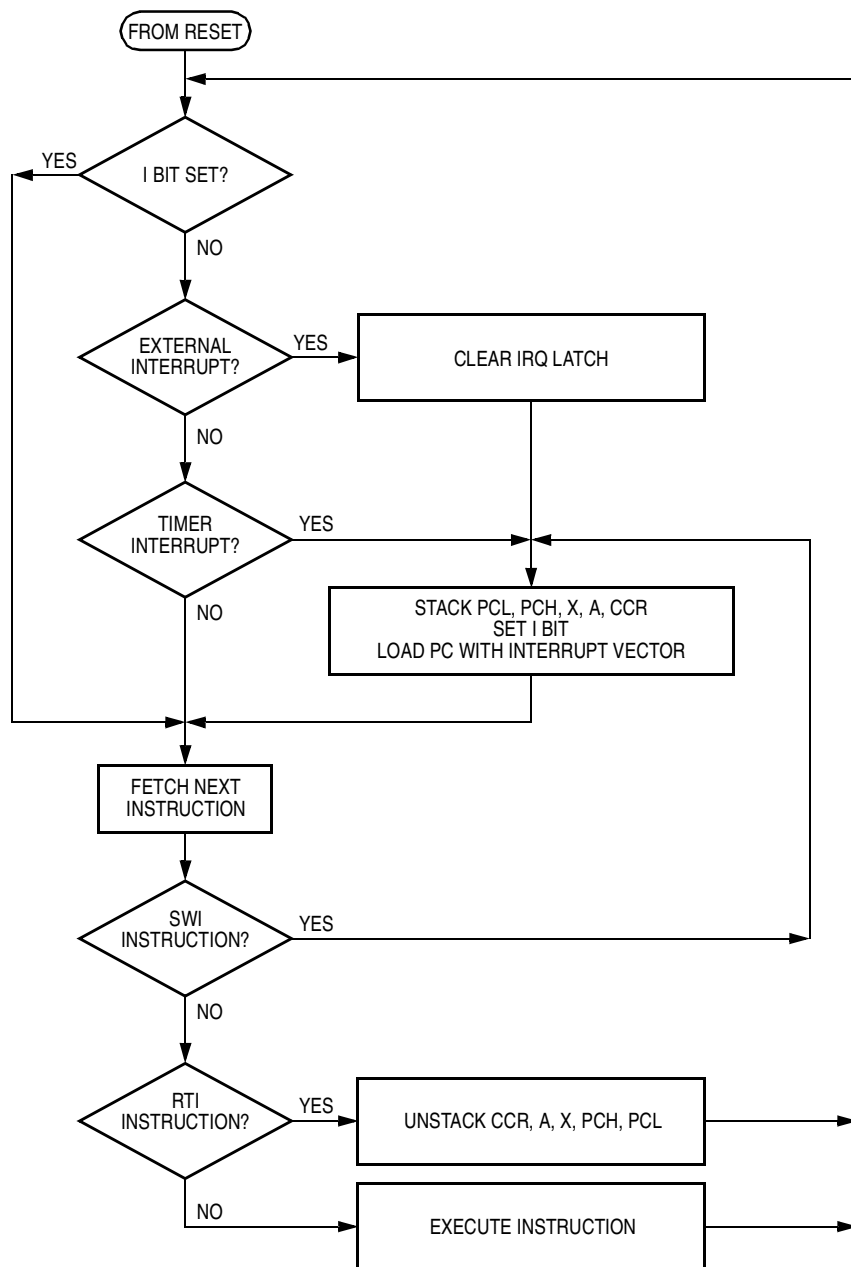 FROM RESET
YES
I BIT SET?
NO
EXTERNAL
INTERRUPT?
YES
CLEAR IRQ LATCH
NO
TIMER
INTERRUPT?
YES
NO
STACK PCL, PCH, X, A, CCR
SET I BIT
LOAD PC WITH INTERRUPT VECTOR
FETCH NEXT
INSTRUCTION
SWI
INSTRUCTION?
YES
NO
RTI
INSTRUCTION?
YES
UNSTACK CCR, A, X, PCH, PCL
NO
EXECUTE INSTRUCTION